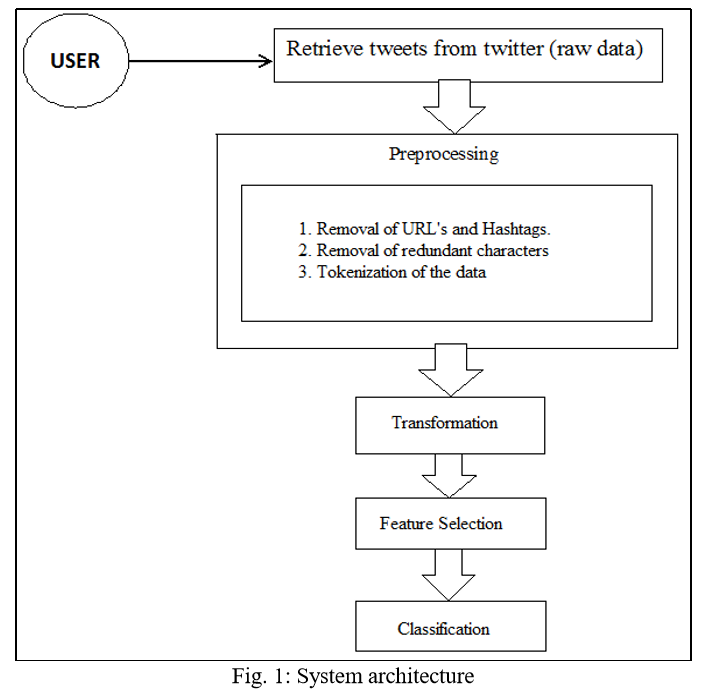 USER
Retrieve tweets from twitter (raw data)
Preprocessing
1. Removal of URL's and Hashtags.
2. Removal of redundant characters
3. Tokenization of the data
Transformation
Feature Selection
Classification
Fig. 1: System architecture